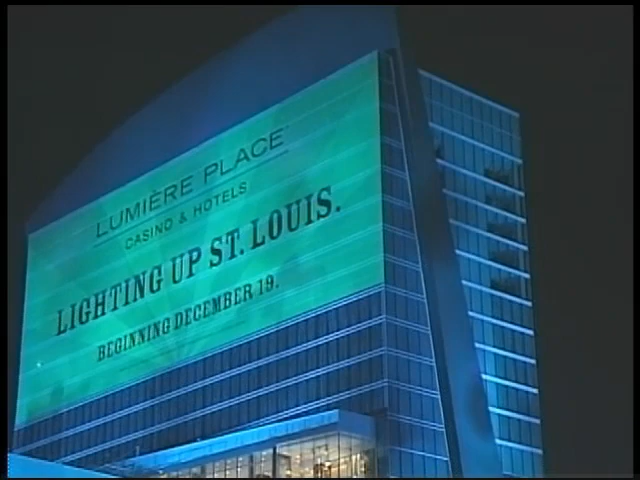 LUMIÈRE PLACE
CASINO & HOTELS
LIGHTING UP ST. LOUIS.
BEGINNING DECEMBER 19.